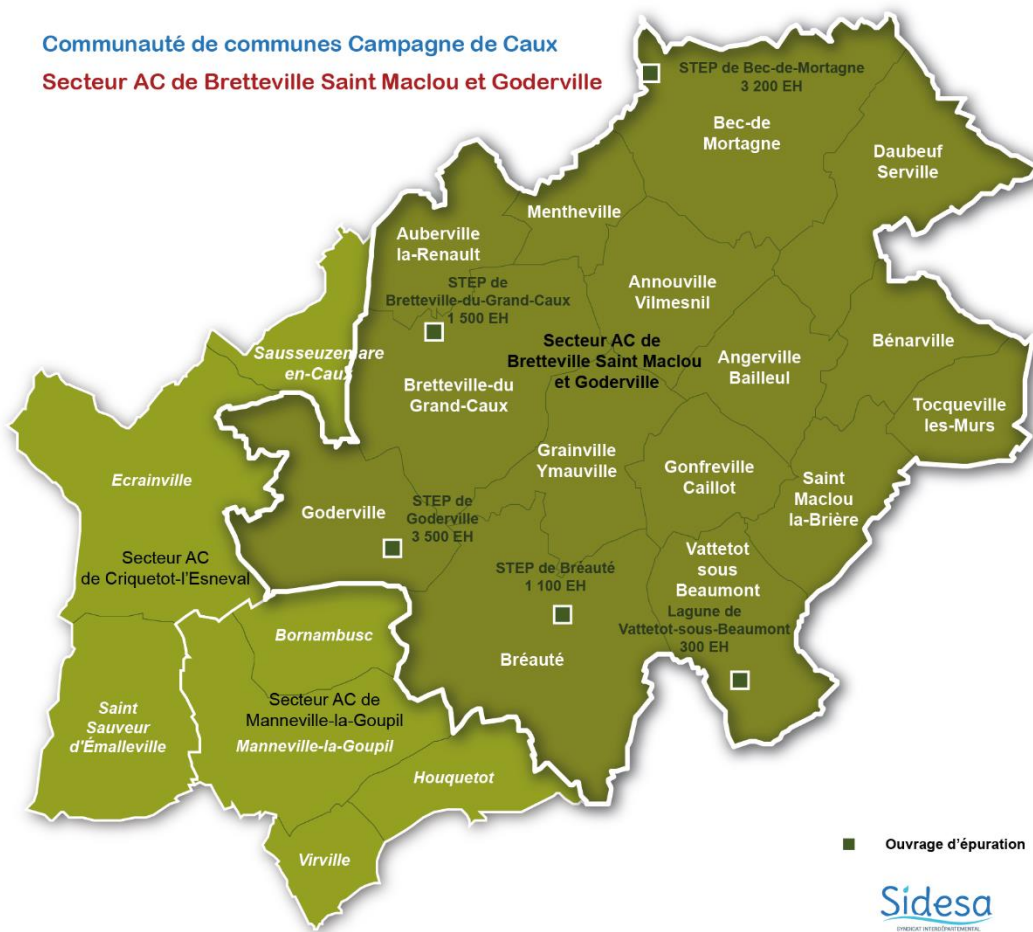 Communauté de communes Campagne de Caux
Secteur AC de Bretteville Saint Maclou et Goderville
STEP de Bec-de-Mortagne
3 200 EH
Bec-de
Mortagne
Daubeuf
Serville
Mentheville
Auberville
la-Renault
STEP de
Bretteville-du-Grand-Caux
1 500 EH
Annouville
Vilmesnil
Secteur AC de
Bretteville Saint Maclou
et Goderville
Bénarville
Angerville
Bailleul
Sausseuzemare
en-Caux
Bretteville-du
Grand-Caux
Tocqueville
les-Murs
Grainville
Ymauville
Gonfreville
Caillot
Saint
Maclou
la-Brière
Ecrainville
Goderville
STEP de
Goderville
3 500 EH
Secteur AC
de Criquetot-l'Esneval
STEP de Bréauté
1 100 EH
Vattetot
sous
Beaumont
Lagune de
Vattetot-sous-Beaumont
300 EH
Bréauté
Bornambusc
Saint
Sauveur
d'Émalleville
Secteur AC de
Manneville-la-Goupil
Manneville-la-Goupil
Houquetot
Virville
Ouvrage d'épuration
Sidesa
SYNDICAT INTERDÉPARTEMENTAL